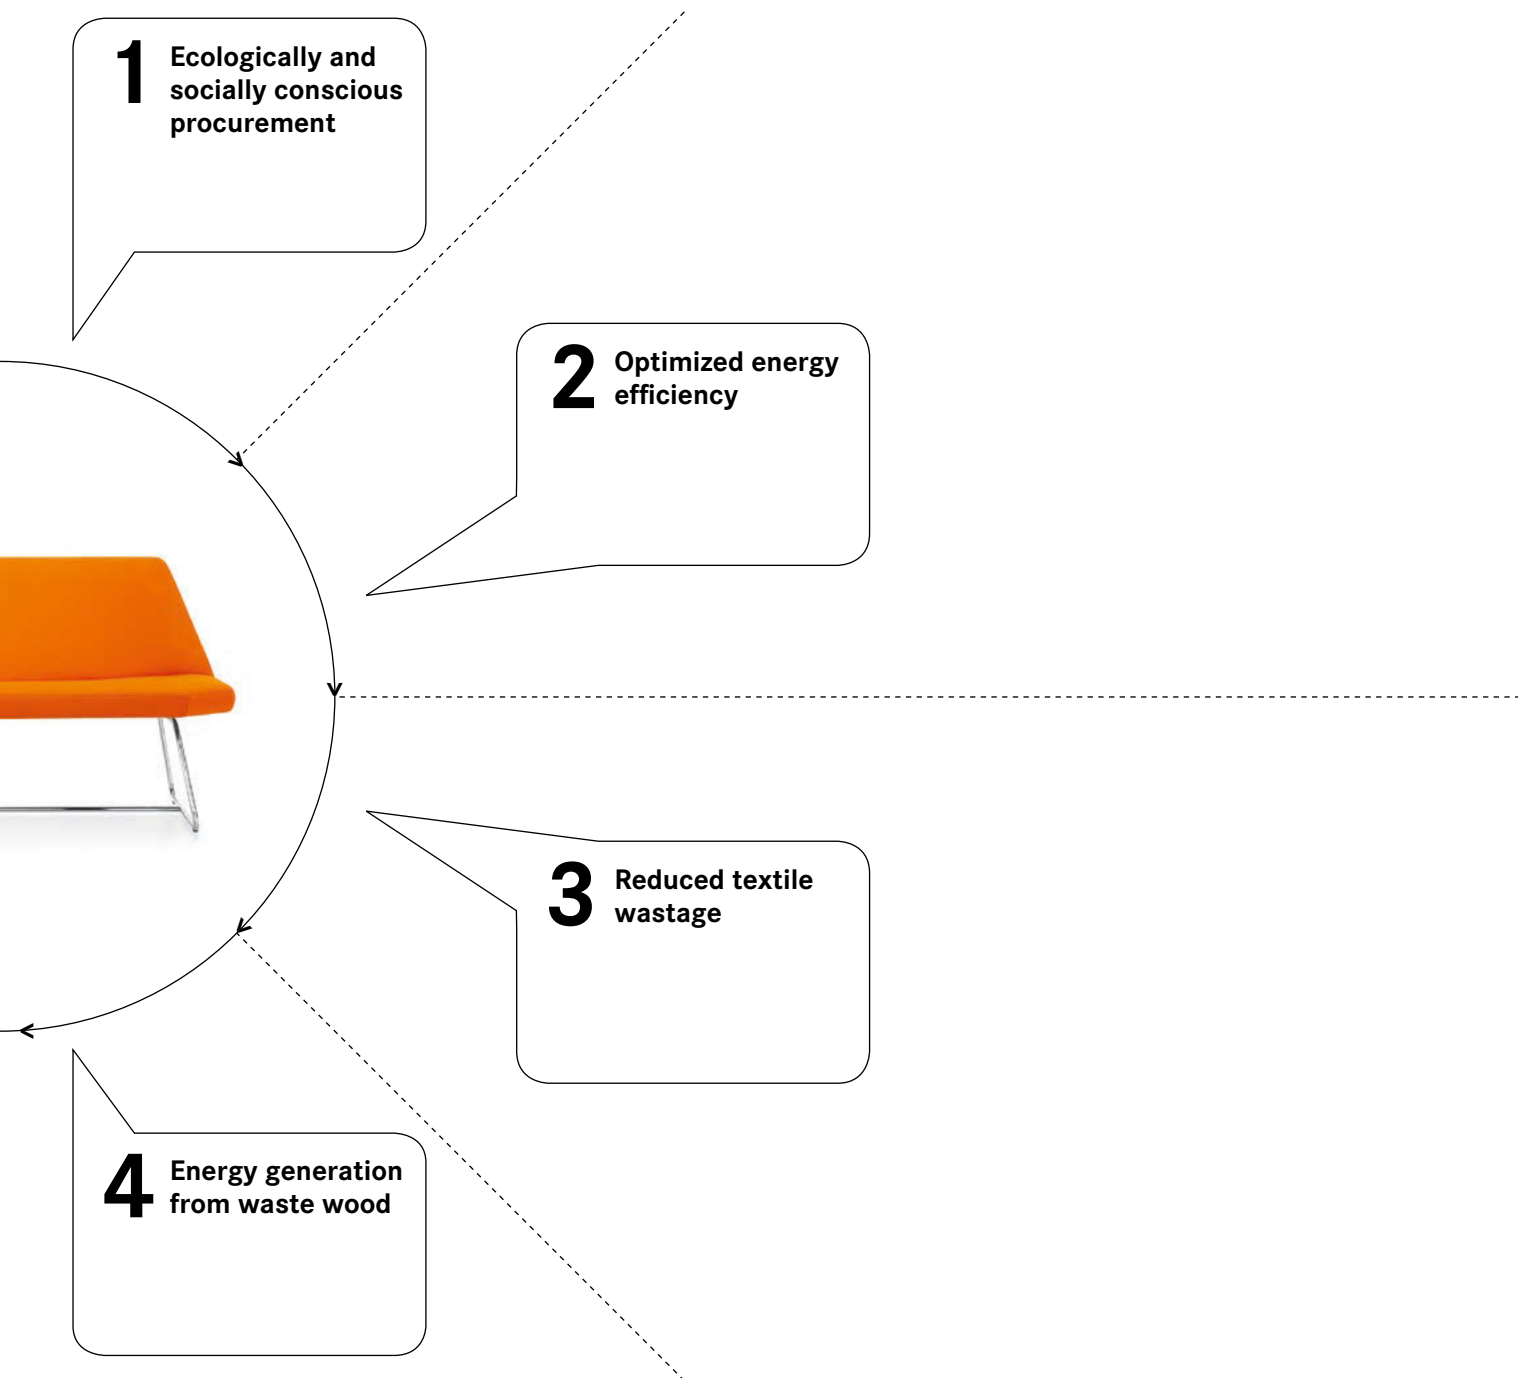 1 Ecologically and
socially conscious
procurement
2 Optimized energy
efficiency
3 Reduced textile
wastage
4 Energy generation
from waste wood